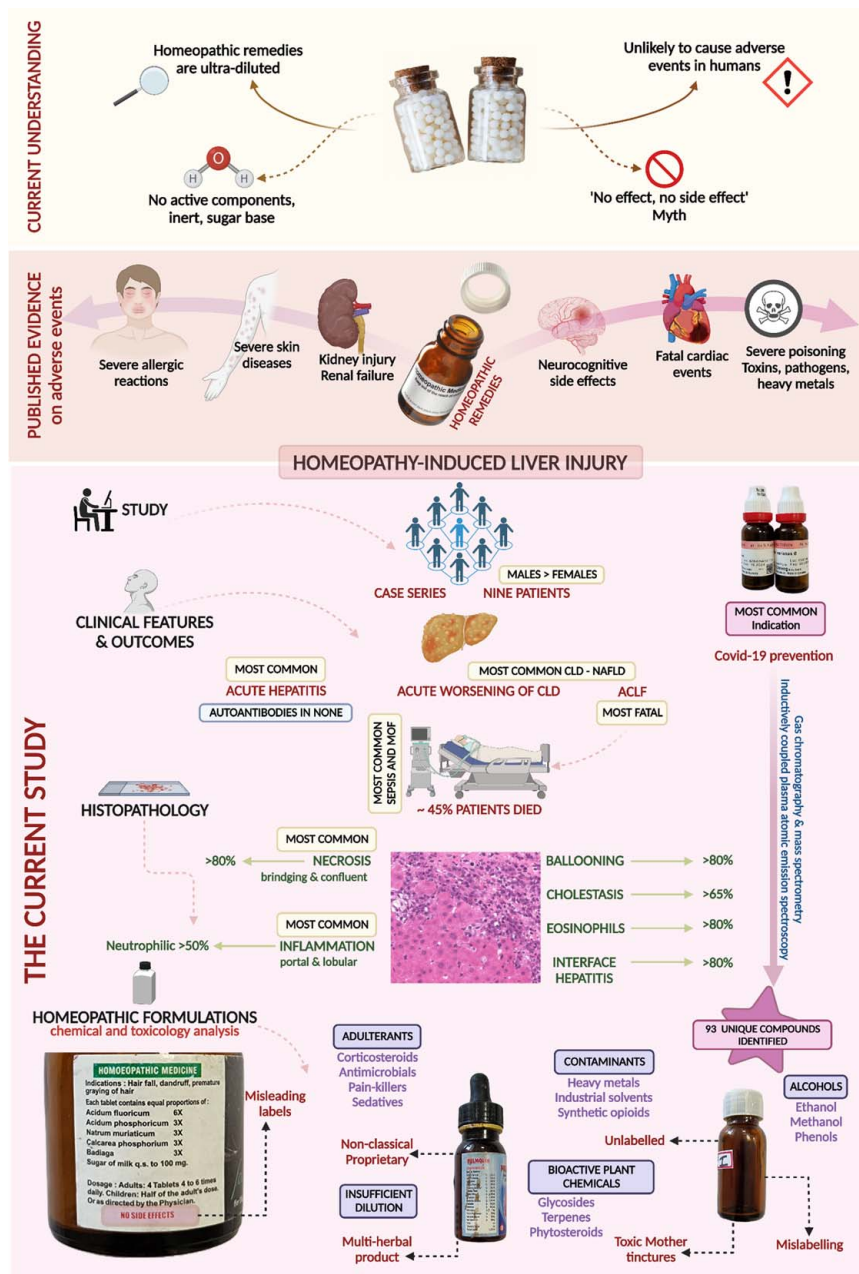 CURRENT UNDERSTANDING
Homeopathic remedies
are ultra-diluted
Unlikely to cause adverse
events in humans
O
H H
No active components,
inert, sugar base
'No effect, no side effect'
Myth
PUBLISHED EVIDENCE
on adverse events
Severe allergic
reactions
Severe skin
diseases
Kidney injury
Renal failure
HOMEOPATHIC
REMEDIES
Neurocognitive
side effects
Fatal cardiac
events
Severe poisoning
Toxins, pathogens,
heavy metals
HOMEOPATHY-INDUCED LIVER INJURY
THE CURRENT STUDY
STUDY
MALES > FEMALES
CASE SERIES NINE PATIENTS
MOST COMMON
Indication
Covid-19 prevention
CLINICAL FEATURES
& OUTCOMES
MOST COMMON
ACUTE HEPATITIS
AUTOANTIBODIES IN NONE
MOST COMMON CLD - NAFLD
ACUTE WORSENING OF CLD
ACLF
MOST FATAL
MOST COMMON
SEPSIS AND MOF
~ 45% PATIENTS DIED
Gas chromatography & mass spectrometry
Inductively coupled plasma atomic emission spectroscopy
HISTOPATHOLOGY
MOST COMMON
>80% NECROSIS
brindging & confluent
MOST COMMON
Neutrophilic >50% INFLAMMATION
portal & lobular
BALLOONING >80%
CHOLESTASIS >65%
EOSINOPHILS >80%
INTERFACE
HEPATITIS
>80%
HOMEOPATHIC FORMULATIONS
chemical and toxicology analysis
93 UNIQUE COMPOUNDS
IDENTIFIED
HOMOEOPATHIC MEDICINE
Indications : Hair fall, dandruff, premature
graying of hair
Each tablet contains equal proportions of :
Acidum fluoricum 6X
Acidum phosphoricum 3X
Natrum muriaticum 3X
Calcarea phosphorium 3X
Badiaga 3X
Sugar of milk q.s. to 100 mg.
Dosage : Adults: 4 Tablets 4 to 6 times
daily. Children: Half of the adult's dose.
Or as directed by the Physician.
NO SIDE EFFECTS
Misleading
labels
ADULTERANTS
Corticosteroids
Antimicrobials
Pain-killers
Sedatives
Non-classical
Proprietary
INSUFFICIENT
DILUTION
Multi-herbal
product
CONTAMINANTS
Heavy metals
Industrial solvents
Synthetic opioids
Unlabelled
BIOACTIVE PLANT
CHEMICALS
Glycosides
Terpenes
Phytosteroids
Toxic Mother
tinctures
ALCOHOLS
Ethanol
Methanol
Phenols
Mislabelling